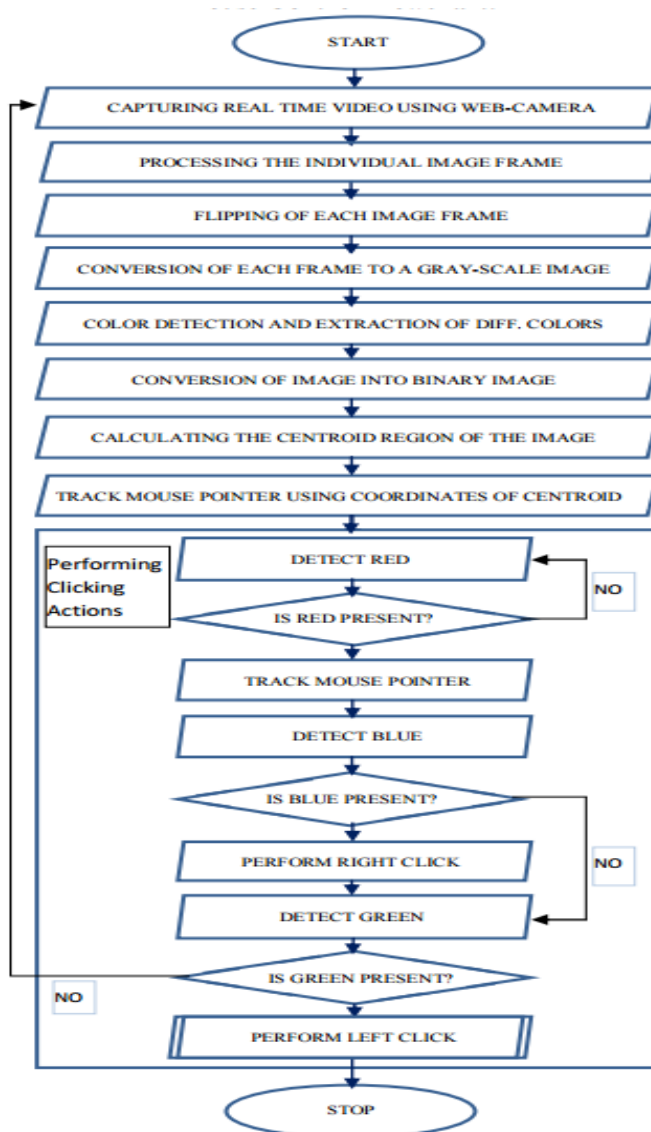 START
CAPTURING REAL TIME VIDEO USING WEB-CAMERA
PROCESSING THE INDIVIDUAL IMAGE FRAME
FLIPPING OF EACH IMAGE FRAME
CONVERSION OF EACH FRAME TO A GRAY-SCALE IMAGE
COLOR DETECTION AND EXTRACTION OF DIFF. COLORS
CONVERSION OF IMAGE INTO BINARY IMAGE
CALCULATING THE CENTROID REGION OF THE IMAGE
TRACK MOUSE POINTER USING COORDINATES OF CENTROID
Performing
Clicking
Actions
DETECT RED
NO
IS RED PRESENT?
TRACK MOUSE POINTER
DETECT BLUE
IS BLUE PRESENT?
PERFORM RIGHT CLICK
NO
DETECT GREEN
IS GREEN PRESENT?
NO
PERFORM LEFT CLICK
STOP